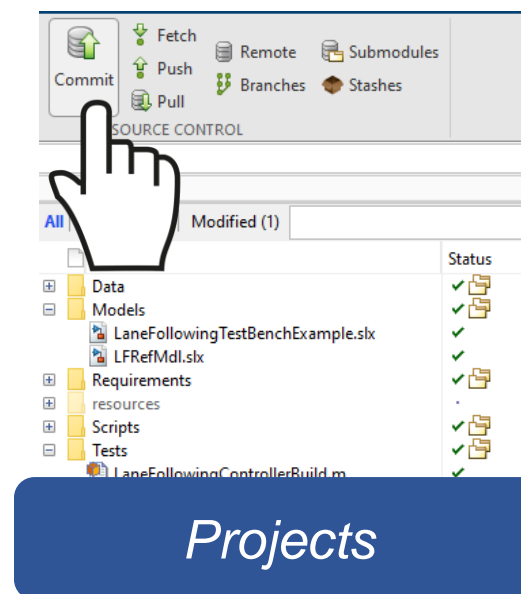 Fetch
Remote
Submodules
Commit
Push
Branches
Stashes
Pull
SOURCE CONTROL
All
Modified (1)
Status
Data
Models
LaneFollowingTestBenchExample.slx
LFRefMdl.slx
Requirements
resources
Scripts
Tests
LaneFollowingControllerBuild.m
Projects